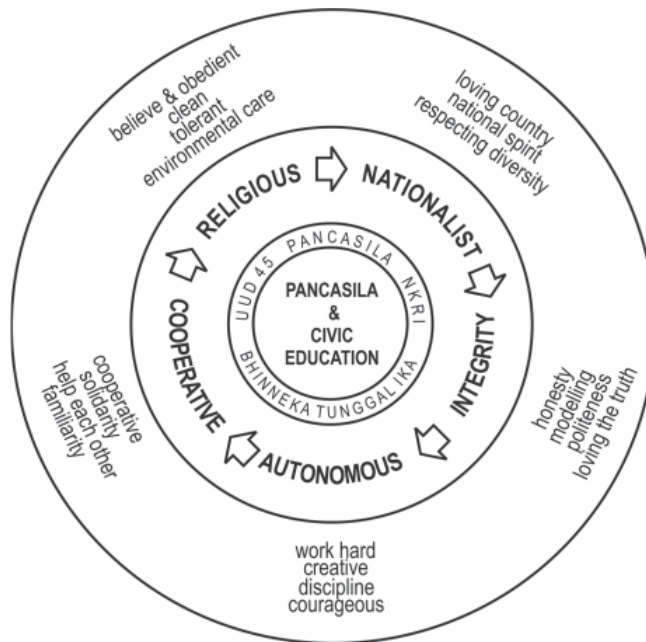 believe & obedient
clean
tolerant
environmental care
loving country
national spirit
respecting diversity
RELIGIOUS
NATIONALIST
INTEGRITY
AUTONOMOUS
COOPERATIVE
UUD 45 PANCASILA NKRI
BHINNEKA TUNGGAL IKA
PANCASILA
&
CIVIC
EDUCATION
honesty
modelling
politeness
loving the truth
work hard
creative
discipline
courageous
cooperative
solidarity
help each other
familiarity